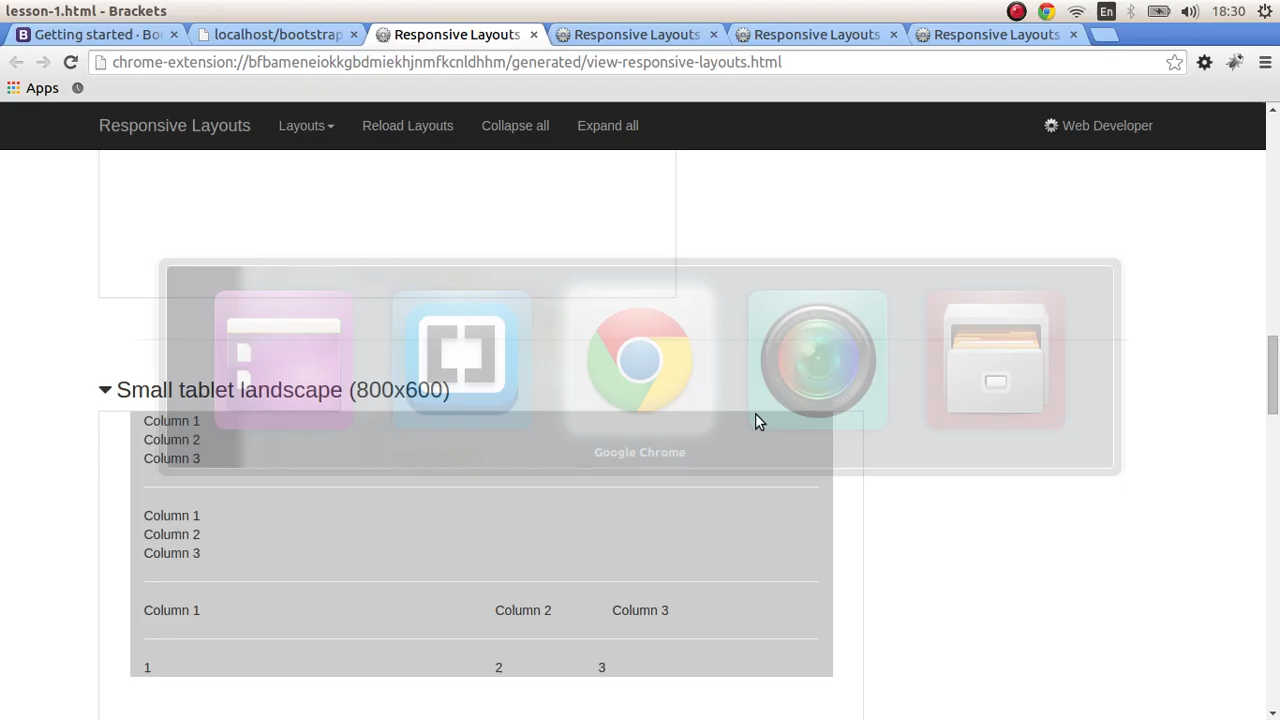 lesson-1.html - Brackets
En
18:30
Getting started · Bo
localhost/bootstrap
Responsive Layouts
Responsive Layouts
Responsive Layouts
Responsive Layouts
chrome-extension://bfbameneiokkgbdmiekhjnmfkcnldhhm/generated/view-responsive-layouts.html
Apps
Responsive Layouts
Layouts
Reload Layouts
Collapse all
Expand all
Web Developer
Small tablet landscape (800x600)
Column 1
Column 2
Column 3
Google Chrome
Column 1
Column 2
Column 3
Column 1 Column 2 Column 3
1 2 3